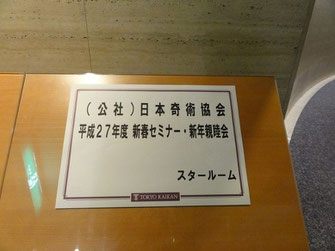 (公社)日本奇術協会
平成27年度 新春セミナー・新年親睦会
スタールーム
TOKYO KAIKAN